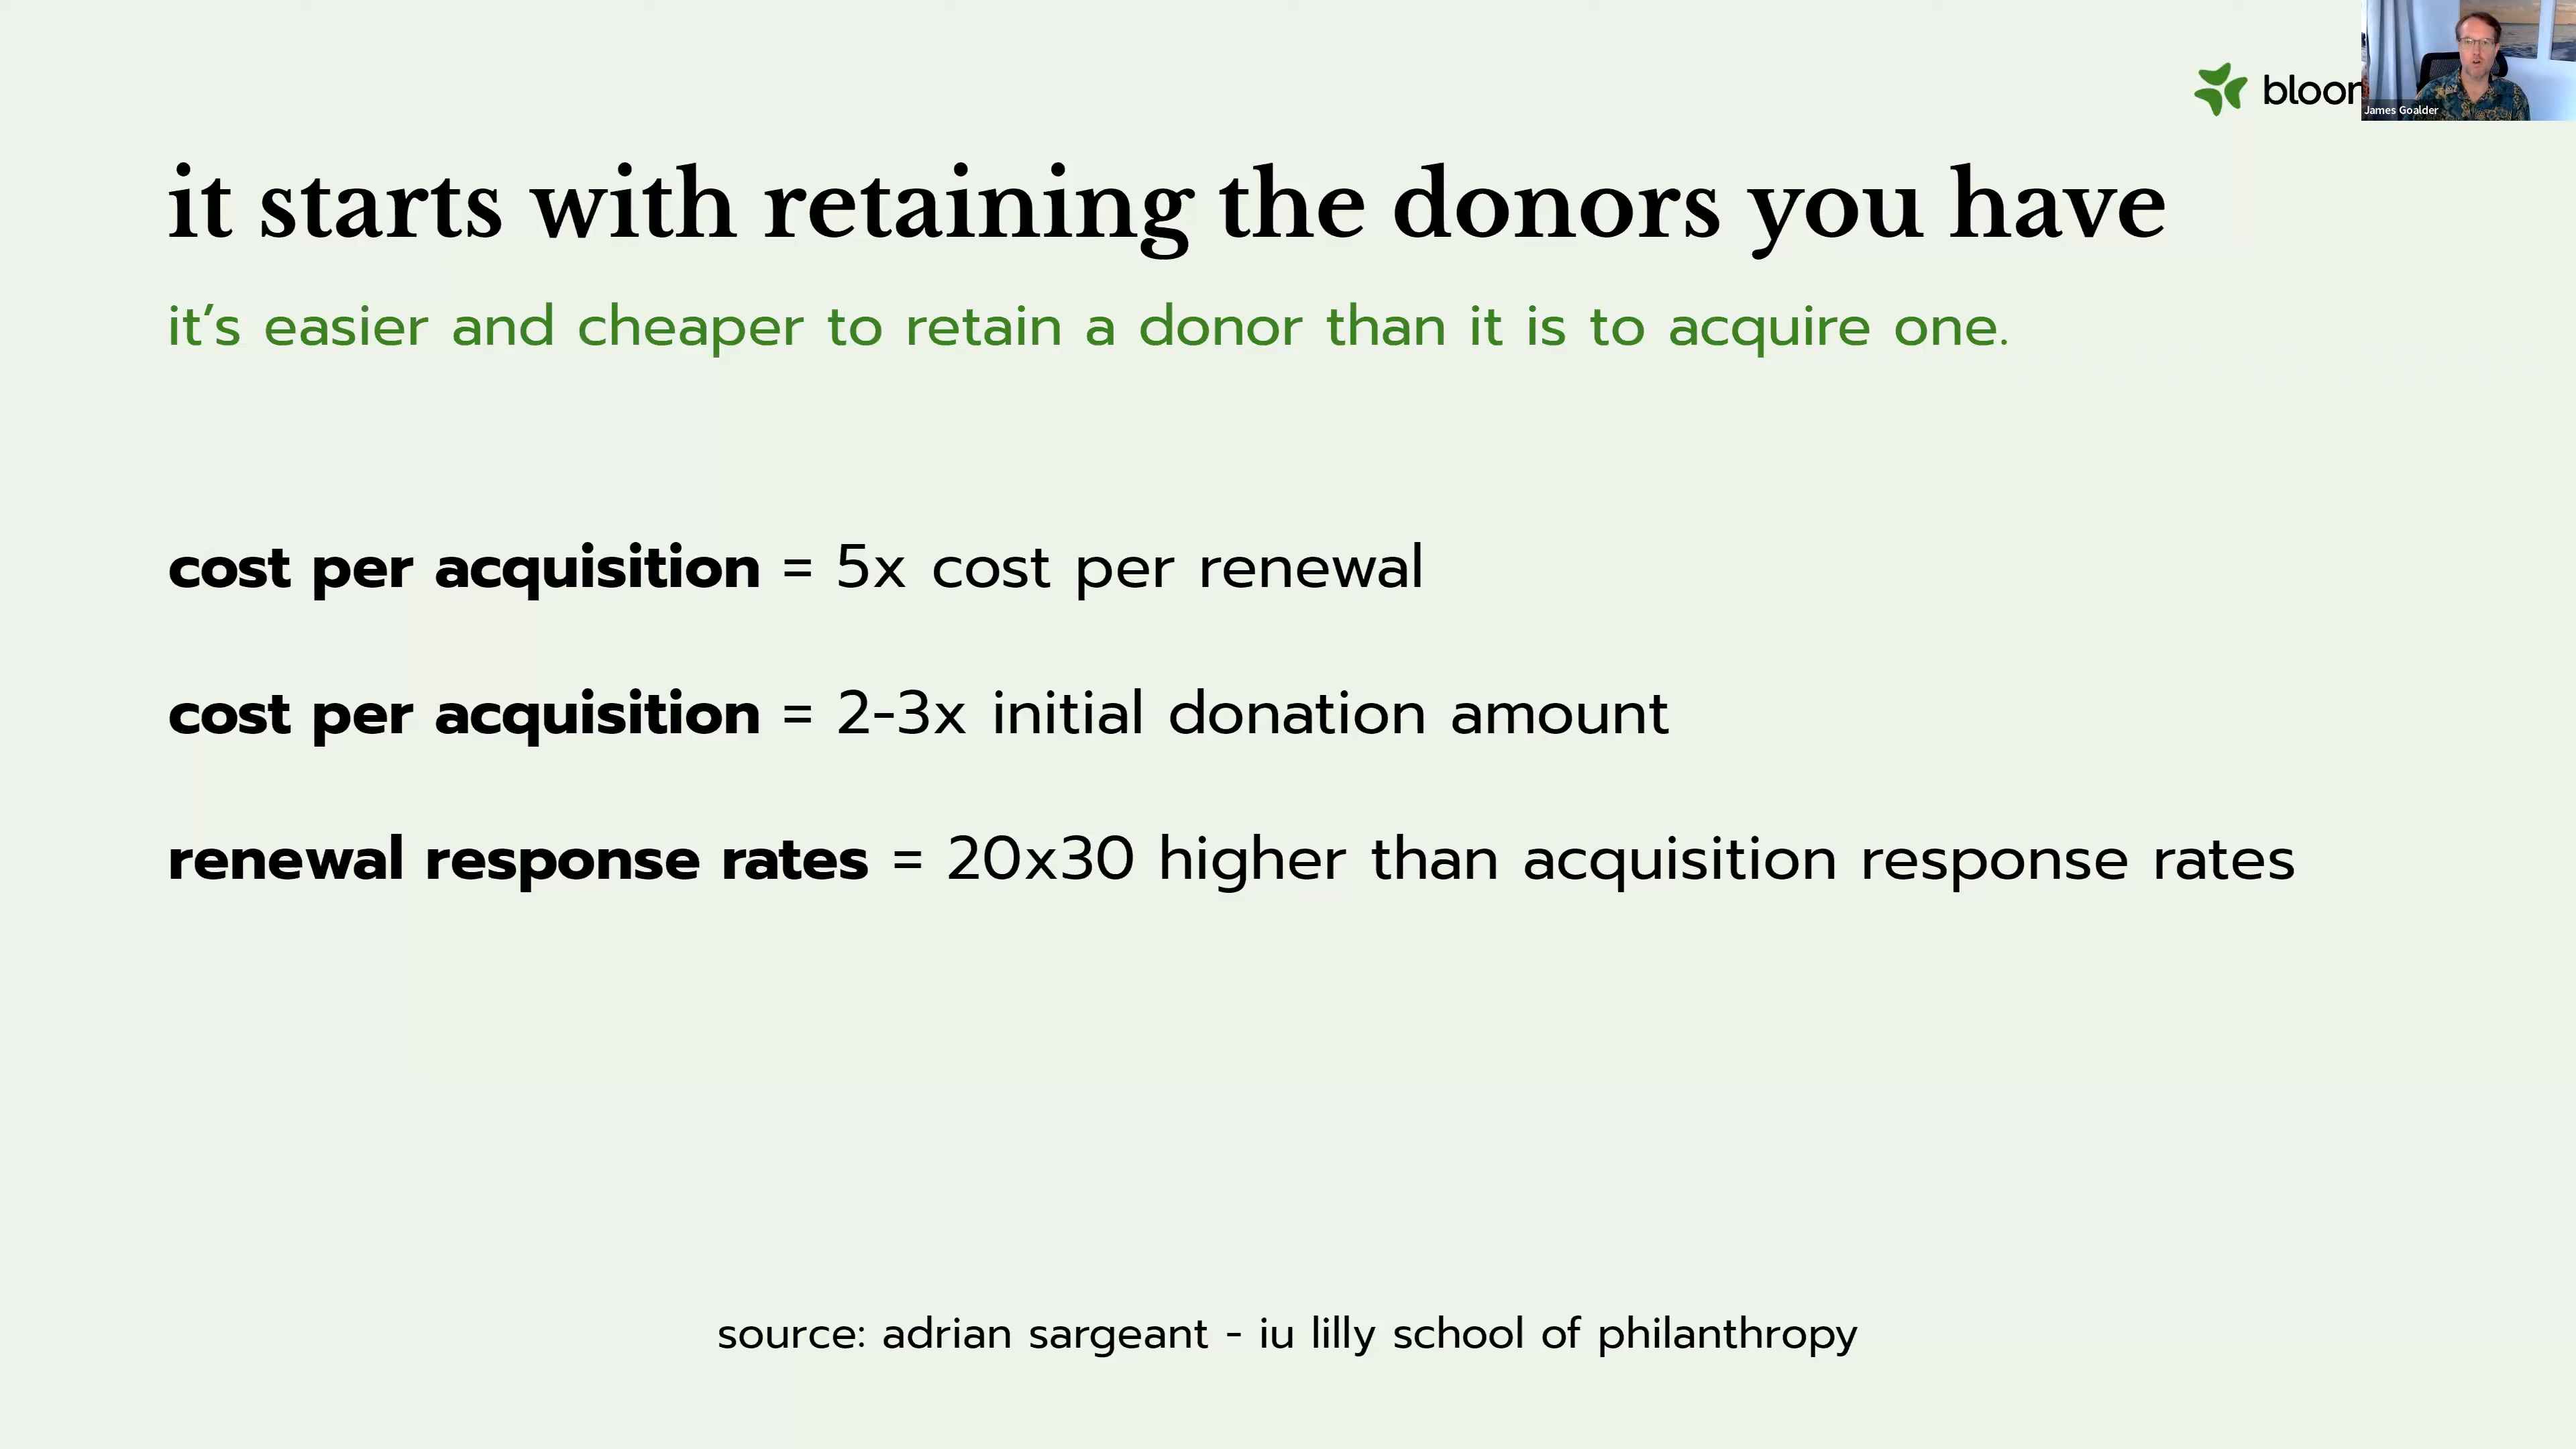 bloor
James Goalder
it starts with retaining the donors you have
it’s easier and cheaper to retain a donor than it is to acquire one.
cost per acquisition = 5x cost per renewal
cost per acquisition = 2-3x initial donation amount
renewal response rates = 20x30 higher than acquisition response rates
source: adrian sargeant - iu lilly school of philanthropy